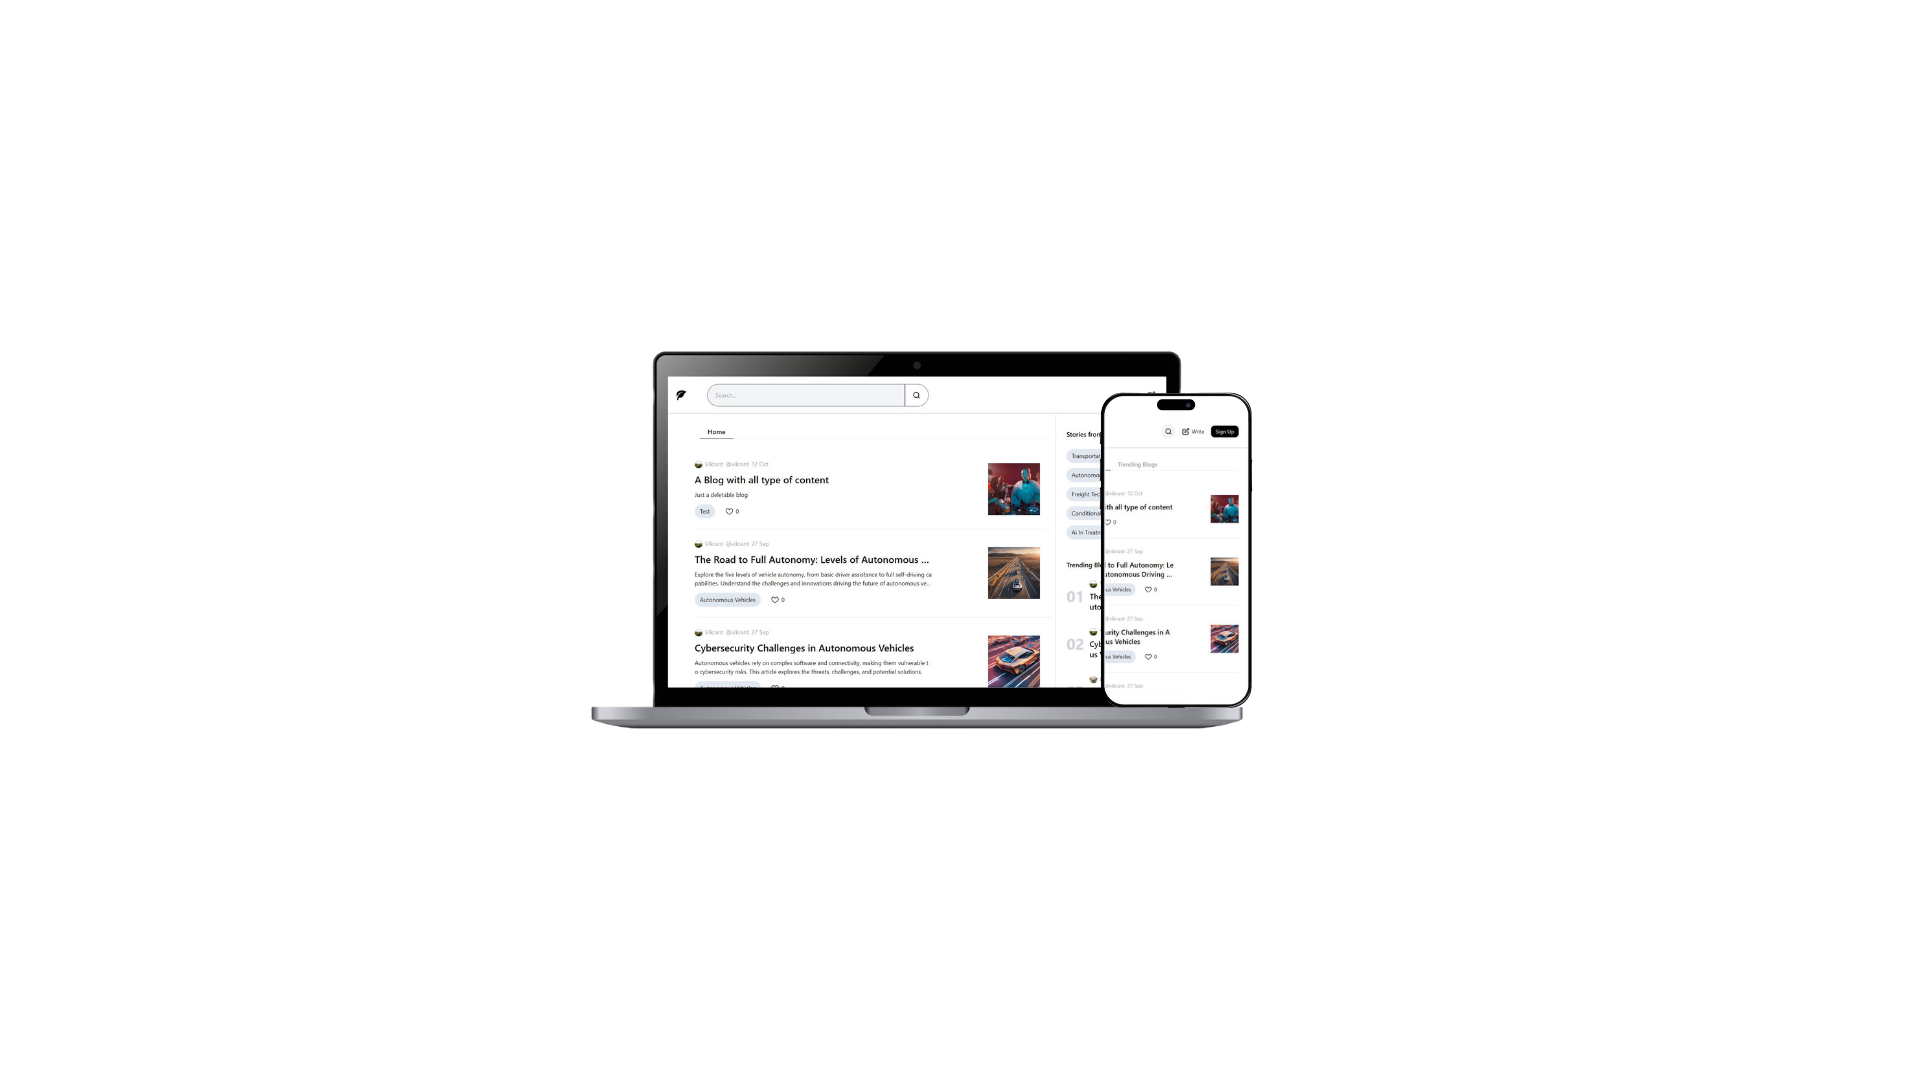 Search...
Home
Vikrant @vikrant 12 Oct
A Blog with all type of content
Just a deletable blog
Test
0
Vikrant @vikrant 27 Sep
The Road to Full Autonomy: Levels of Autonomous ...
Explore the five levels of vehicle autonomy, from basic driver assistance to full self-driving ca
pabilities. Understand the challenges and innovations driving the future of autonomous ve...
Autonomous Vehicles
0
Vikrant @vikrant 27 Sep
Cybersecurity Challenges in Autonomous Vehicles
Autonomous vehicles rely on complex software and connectivity, making them vulnerable t
o cybersecurity risks. This article explores the threats, challenges, and potential solutions.
Stories from
Transporta
Autonomo
Freight Tec
Conditional
Ai In Treatm
Trending Blo
01
The
uto
02
Cyb
us
Write
Sign Up
Trending Blogs
@vikrant 12 Oct
th all type of content
0
@vikrant 27 Sep
to Full Autonomy: Le
utonomous Driving ...
us Vehicles
0
@vikrant 27 Sep
urity Challenges in A
us Vehicles
us Vehicles
0
@vikrant 27 Sep